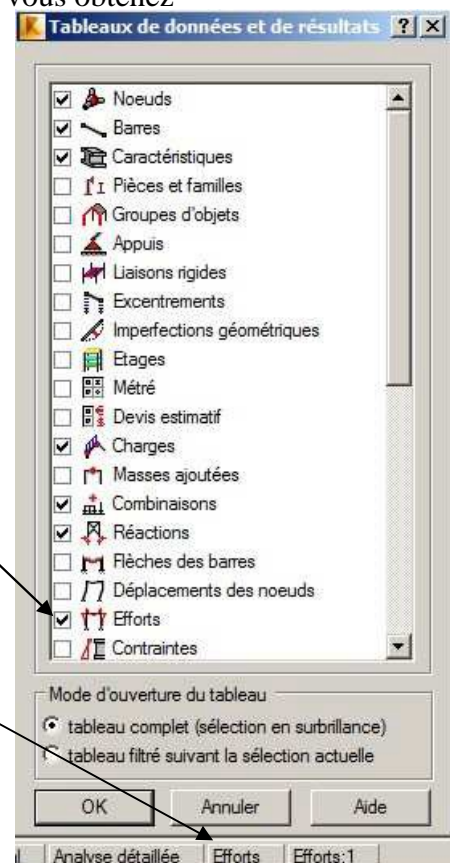 vous obtenez
Tableaux de données et de résultats
Noeuds
Barres
Caractéristiques
Pièces et familles
Groupes d'objets
Appuis
Liaisons rigides
Excentrements
Imperfections géométriques
Etages
Métré
Devis estimatif
Charges
Masses ajoutées
Combinaisons
Réactions
Flèches des barres
Déplacements des noeuds
Efforts
Contraintes
Mode d'ouverture du tableau
tableau complet (sélection en surbrillance)
tableau filtré suivant la sélection actuelle
OK Annuler Aide
Analyse détaillée Efforts Efforts:1